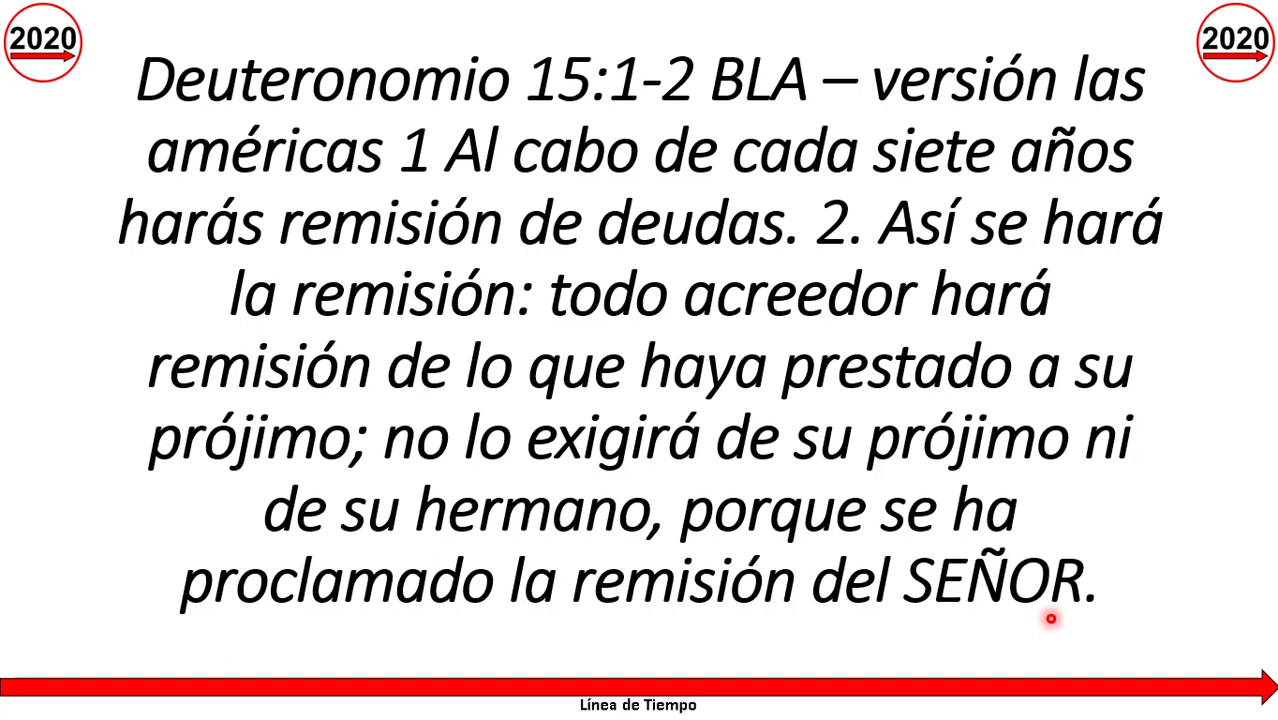 2020
2020
Deuteronomio 15:1-2 BLA – versión las
américas 1 Al cabo de cada siete años
harás remisión de deudas. 2. Así se hará
la remisión: todo acreedor hará
remisión de lo que haya prestado a su
prójimo; no lo exigirá de su prójimo ni
de su hermano, porque se ha
proclamado la remisión del SEÑOR.
Línea de Tiempo